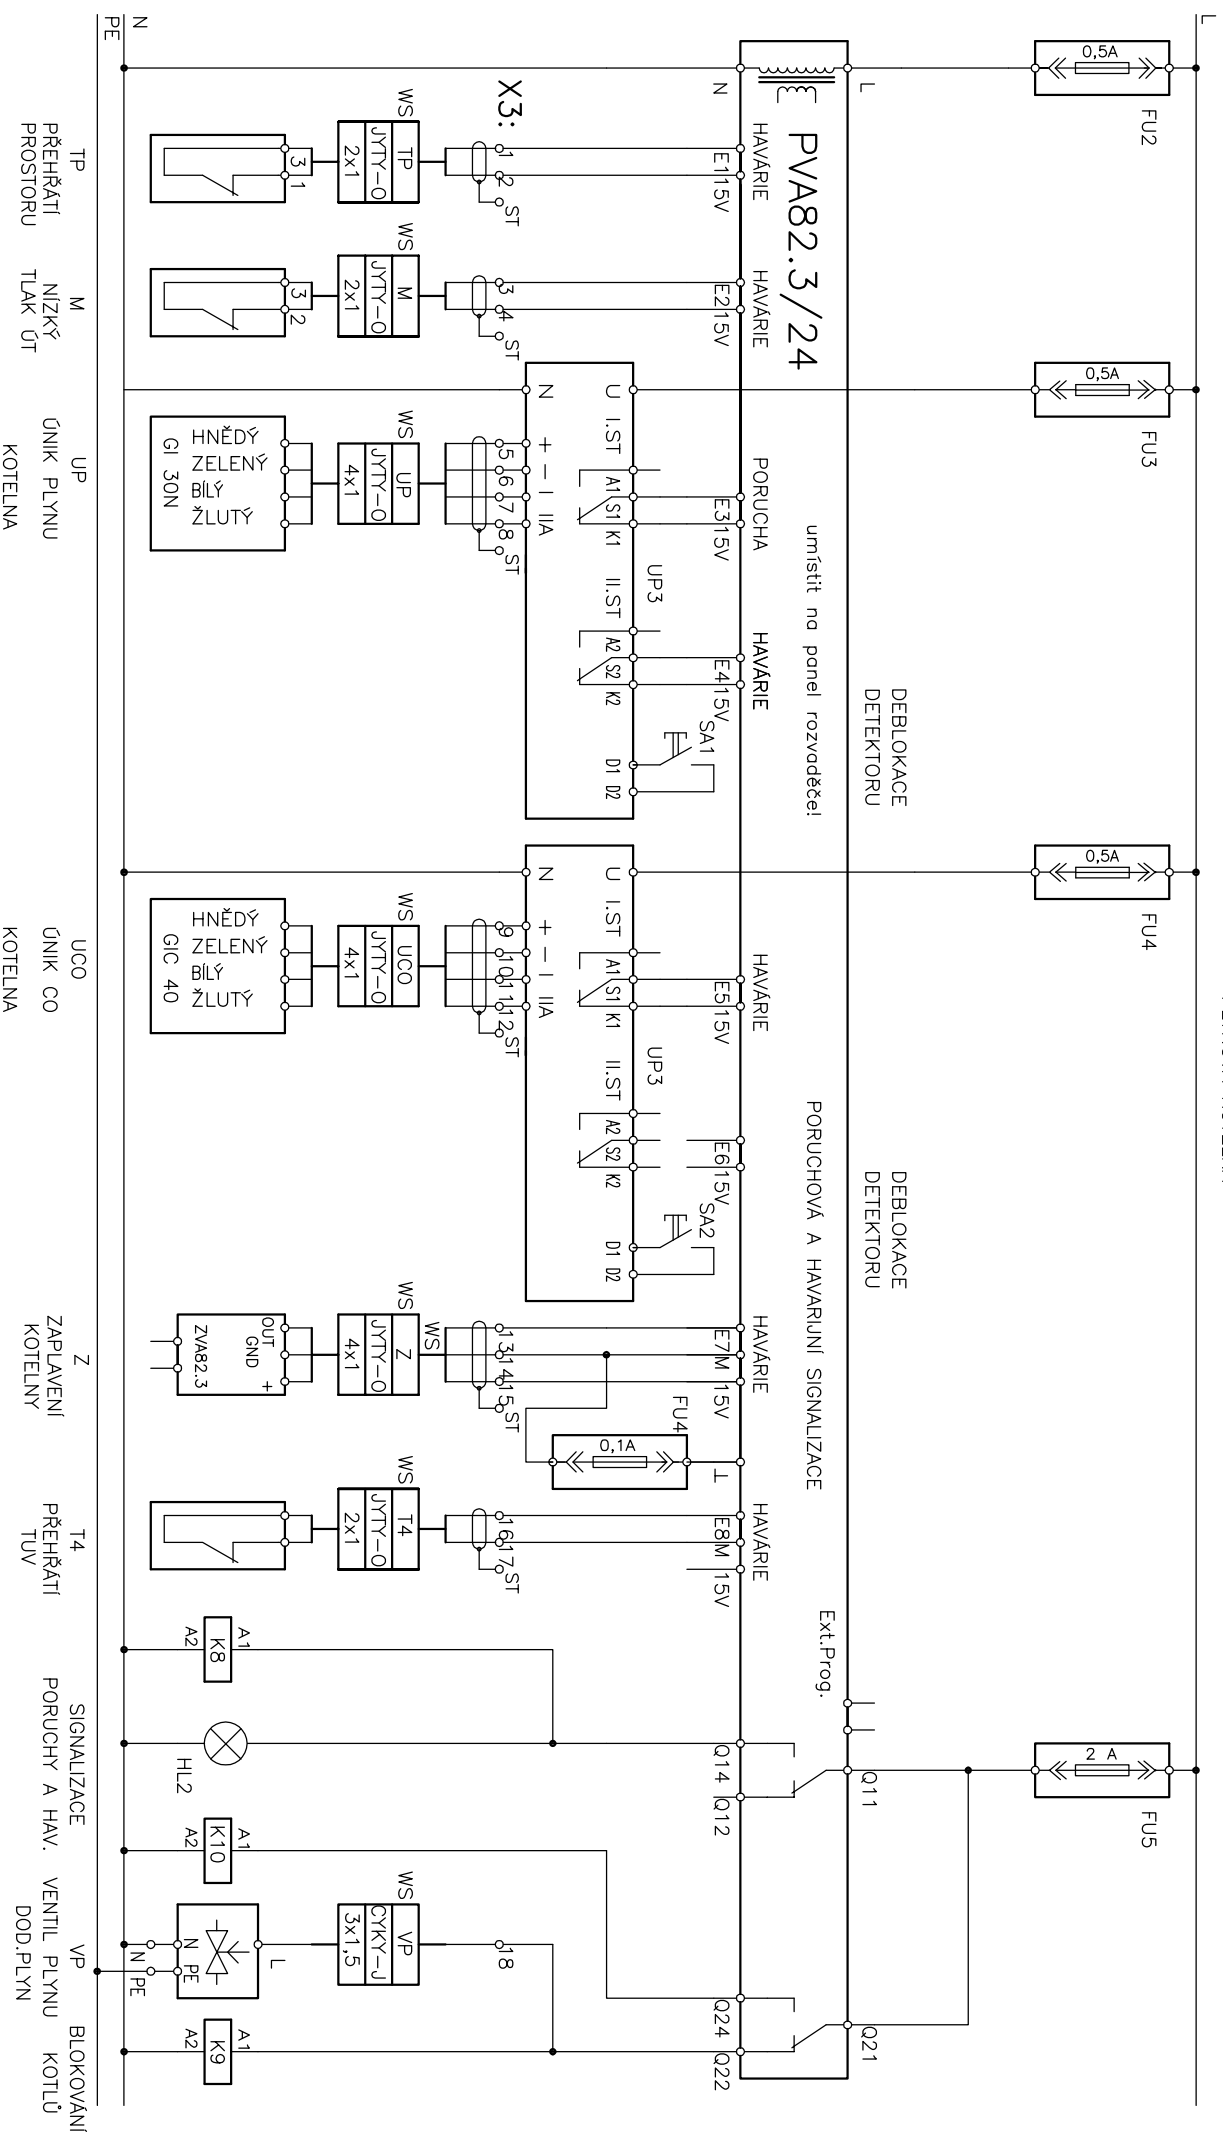 L
N
PE
0,5A
FU2
0,5A
FU3
0,5A
FU4
2 A
FU5
L
N
PVA82.3/24
umístit na panel rozvaděče!
DEBLOKACE
DETEKTORU
PORUCHOVÁ A HAVARIJNÍ SIGNALIZACE
DEBLOKACE
DETEKTORU
Ext.Prog.
Q11
Q21
HAVÁRIE
E1 15V
HAVÁRIE
E2 15V
PORUCHA
E3 15V
HAVÁRIE
E4 15V
HAVÁRIE
E5 15V
E6 15V
HAVÁRIE
E7 M 15V
⊥
HAVÁRIE
E8 M 15V
Q14
Q12
Q24
Q22
U I.ST A1 S1 K1 II.ST A2 S2 K2 D1 D2
UP3
SA1
N + – I IIA
U I.ST A1 S1 K1 II.ST A2 S2 K2 D1 D2
UP3
SA2
N + – I IIA
FU4
0,1A
X3:
1 2 ST
3 4 ST
5 6 7 8 ST
9 10 11 12 ST
13 14 15 ST
16 17 ST
18
WS
TP
JYTY-O
2x1
WS
M
JYTY-O
2x1
WS
UP
JYTY-O
4x1
WS
UCO
JYTY-O
4x1
WS
WS
Z
JYTY-O
4x1
WS
T4
JYTY-O
2x1
WS
VP
CYKY-J
3x1,5
3 1
3 2
HNĚDÝ
ZELENÝ
BÍLÝ
ŽLUTÝ
GI 30N
HNĚDÝ
ZELENÝ
BÍLÝ
ŽLUTÝ
GIC 40
OUT
GND
+
ZVA82.3
A1
K8
A2
HL2
A1
K10
A2
L
N PE
N PE
A1
K9
A2
TP
PŘEHŘÁTÍ
PROSTORU
M
NÍZKÝ
TLAK ÚT
UP
ÚNIK PLYNU
KOTELNA
UCO
ÚNIK CO
KOTELNA
Z
ZAPLAVENÍ
KOTELNY
T4
PŘEHŘÁTÍ
TUV
SIGNALIZACE
PORUCHY A HAV.
VP
VENTIL PLYNU
DOD.PLYN
BLOKOVÁNÍ
KOTLŮ